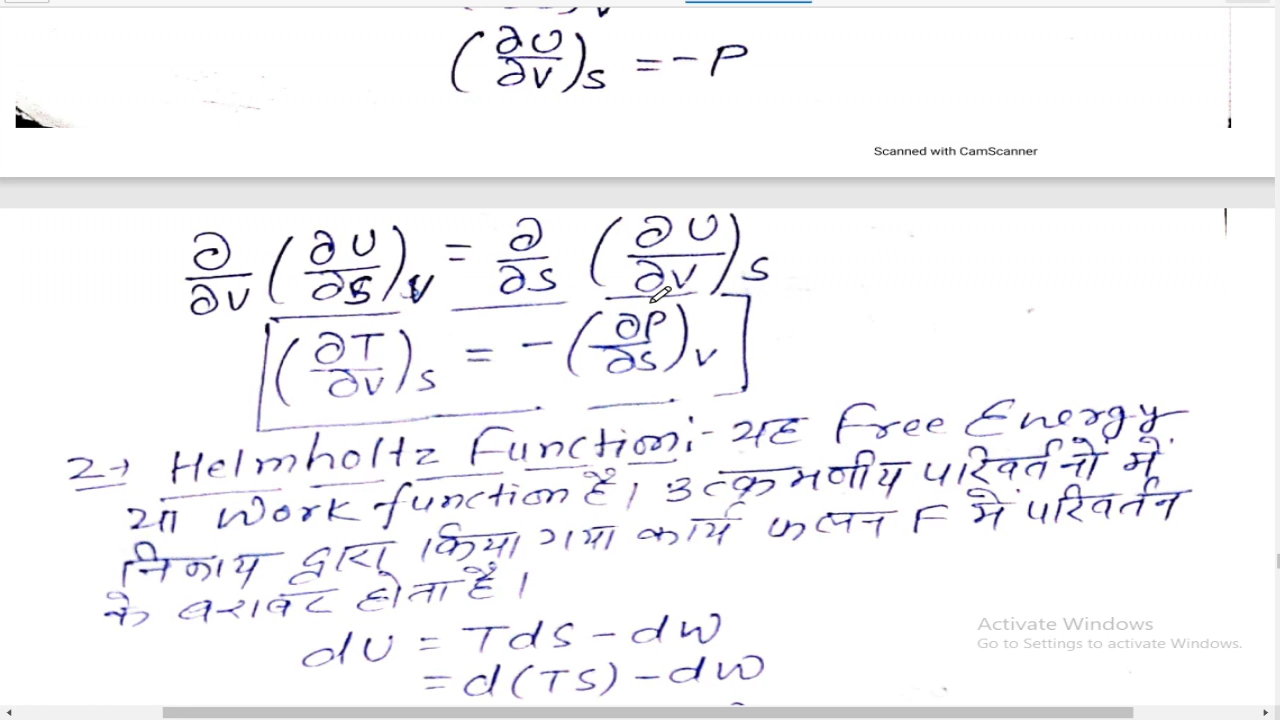 (∂U/∂V)S = -P
Scanned with CamScanner
∂/∂V (∂U/∂S)V = ∂/∂S (∂U/∂V)S
[(∂T/∂V)S = -(∂P/∂S)V]
2→ Helmholtz Function:- यह Free Energy
या Work function है। उत्क्रमणीय परिवर्तनों में
निकाय द्वारा किया गया कार्य फलन F में परिवर्तन
के बराबर होता है।
dU = TdS - dW
= d(TS) - dW
Activate Windows
Go to Settings to activate Windows.